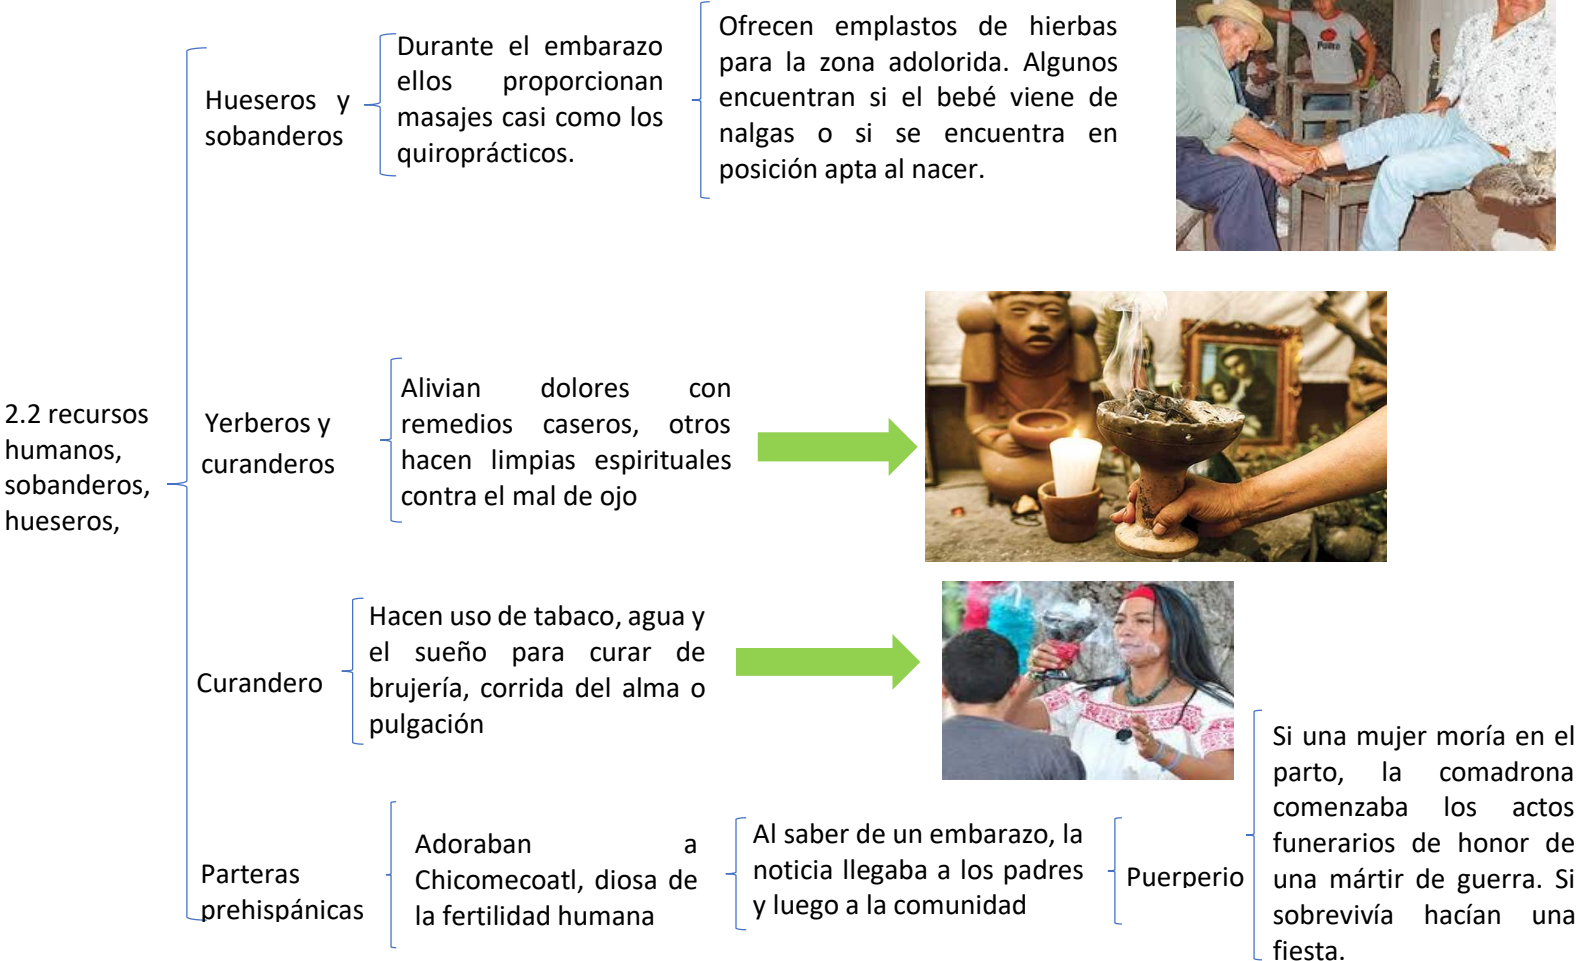 2.2 recursos
humanos,
sobanderos,
hueseros,
Hueseros y
sobanderos
Durante el embarazo
ellos proporcionan
masajes casi como los
quiroprácticos.
Ofrecen emplastos de hierbas
para la zona adolorida. Algunos
encuentran si el bebé viene de
nalgas o si se encuentra en
posición apta al nacer.
Yerberos y
curanderos
Alivian dolores con
remedios caseros, otros
hacen limpias espirituales
contra el mal de ojo
Curandero
Hacen uso de tabaco, agua y
el sueño para curar de
brujería, corrida del alma o
pulgación
Parteras
prehispánicas
Adoraban a
Chicomecoatl, diosa de
la fertilidad humana
Al saber de un embarazo, la
noticia llegaba a los padres
y luego a la comunidad
Puerperio
Si una mujer moría en el
parto, la comadrona
comenzaba los actos
funerarios de honor de
una mártir de guerra. Si
sobrevivía hacían una
fiesta.